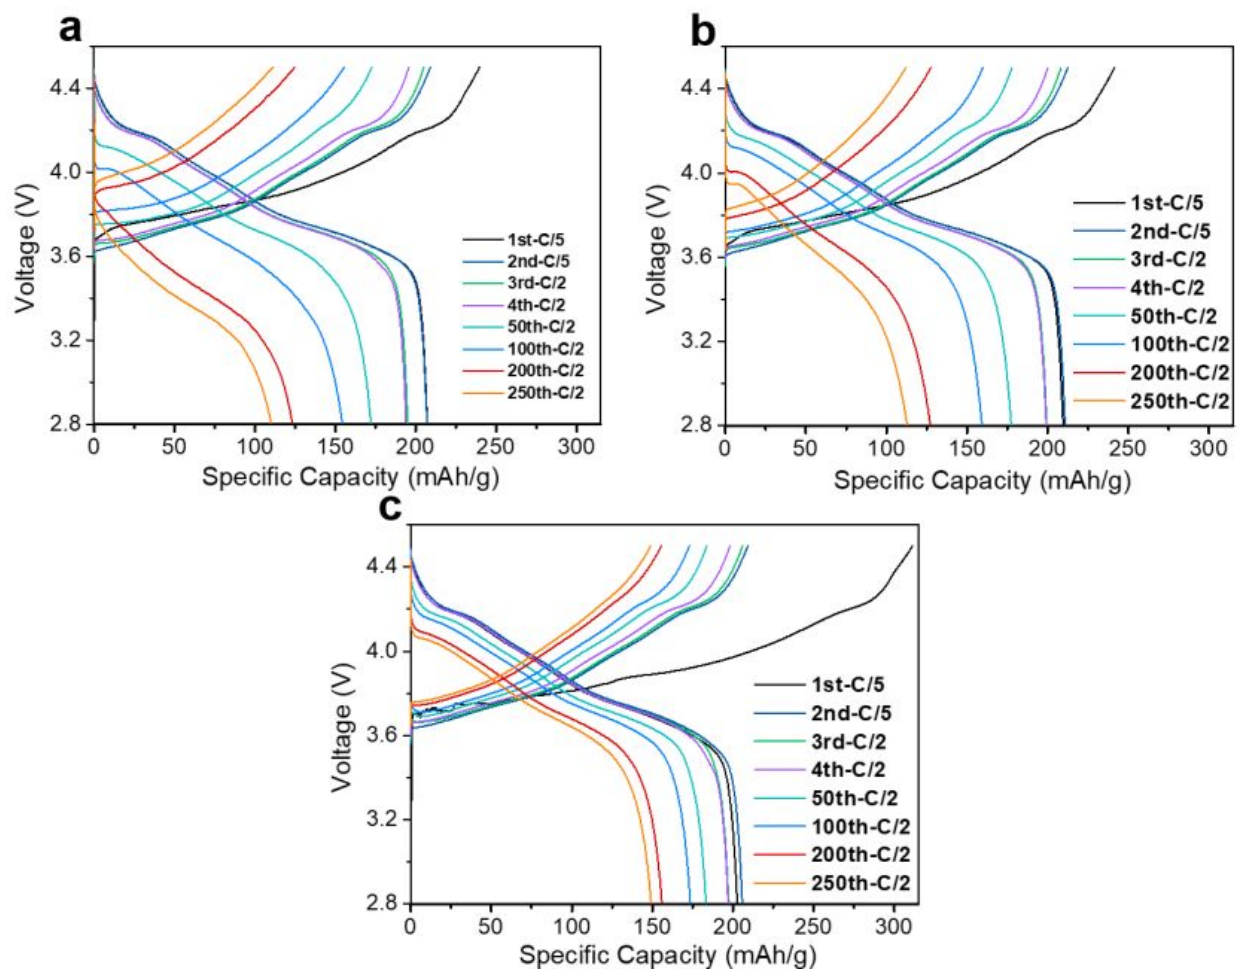 a
4.4
4.0
3.6
3.2
2.8
Voltage (V)
1st-C/5
2nd-C/5
3rd-C/2
4th-C/2
50th-C/2
100th-C/2
200th-C/2
250th-C/2
0 50 100 150 200 250 300
Specific Capacity (mAh/g)
b
4.4
4.0
3.6
3.2
2.8
Voltage (V)
1st-C/5
2nd-C/5
3rd-C/2
4th-C/2
50th-C/2
100th-C/2
200th-C/2
250th-C/2
0 50 100 150 200 250 300
Specific Capacity (mAh/g)
c
4.4
4.0
3.6
3.2
2.8
Voltage (V)
1st-C/5
2nd-C/5
3rd-C/2
4th-C/2
50th-C/2
100th-C/2
200th-C/2
250th-C/2
0 50 100 150 200 250 300
Specific Capacity (mAh/g)